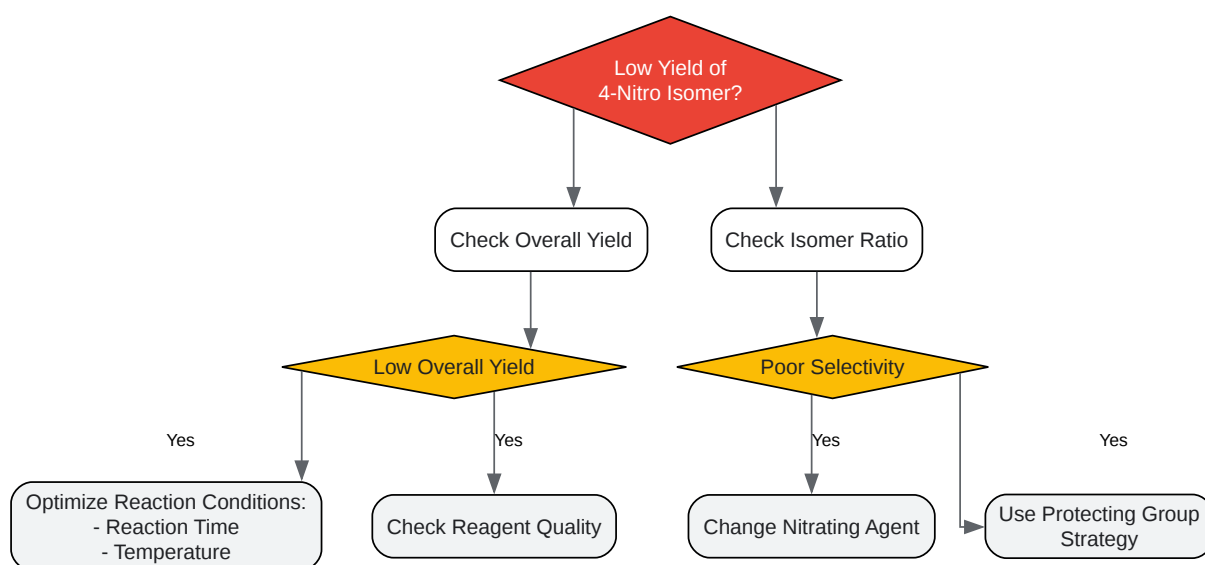 Low Yield of
4-Nitro Isomer?
Check Overall Yield
Check Isomer Ratio
Low Overall Yield
Poor Selectivity
Yes
Yes
Yes
Yes
Optimize Reaction Conditions:
- Reaction Time
- Temperature
Check Reagent Quality
Change Nitrating Agent
Use Protecting Group
Strategy